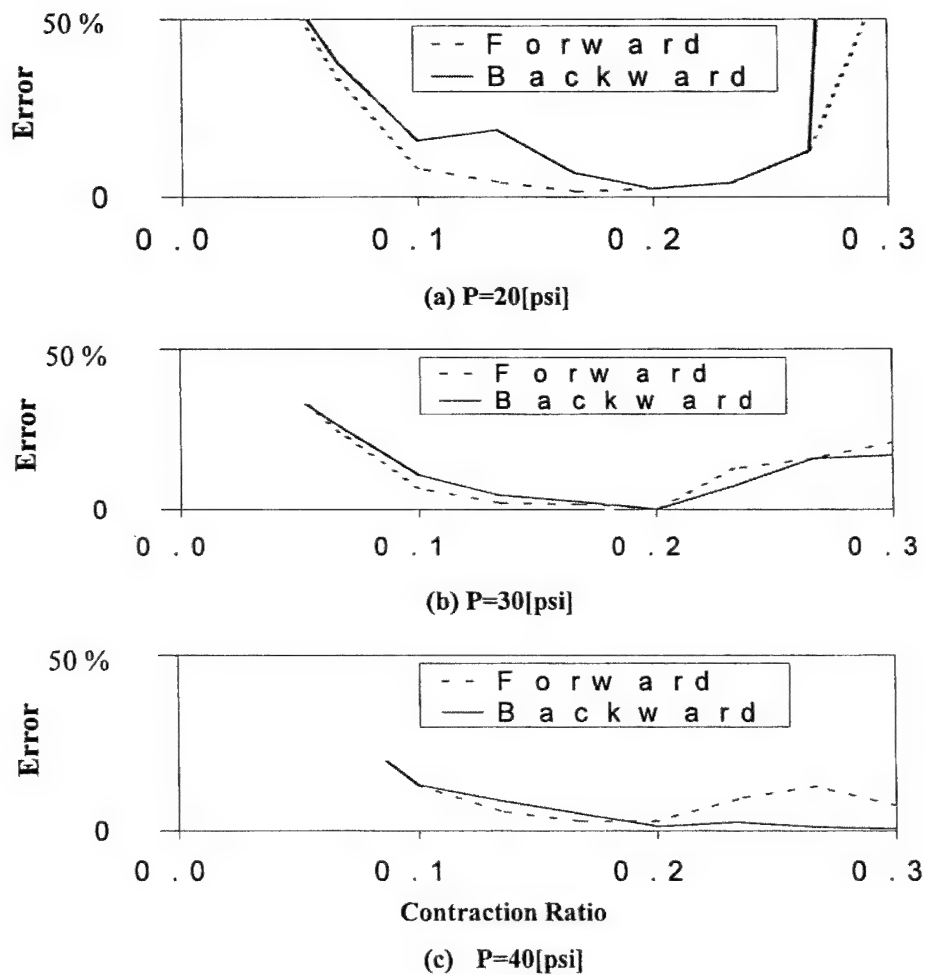 50 %
Forward
Backward
Error
0
0.0 0.1 0.2 0.3
(a) P=20[psi]
50 %
Forward
Backward
Error
0
0.0 0.1 0.2 0.3
(b) P=30[psi]
50 %
Forward
Backward
Error
0
0.0 0.1 0.2 0.3
Contraction Ratio
(c) P=40[psi]